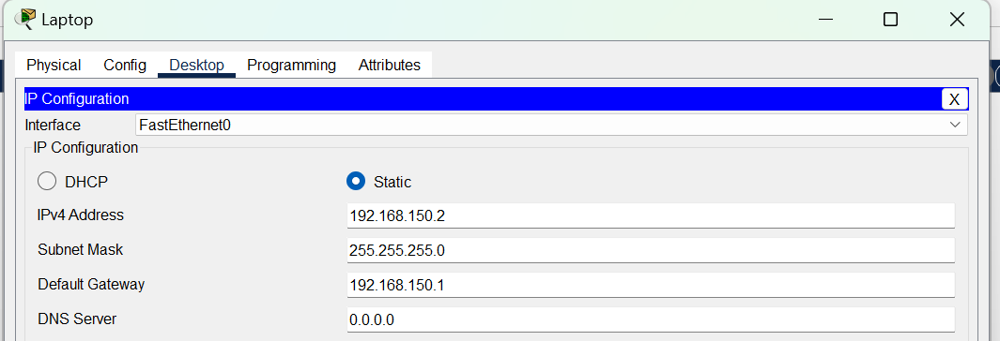 Laptop
Physical Config Desktop Programming Attributes
IP Configuration X
Interface FastEthernet0
IP Configuration
DHCP Static
IPv4 Address 192.168.150.2
Subnet Mask 255.255.255.0
Default Gateway 192.168.150.1
DNS Server 0.0.0.0